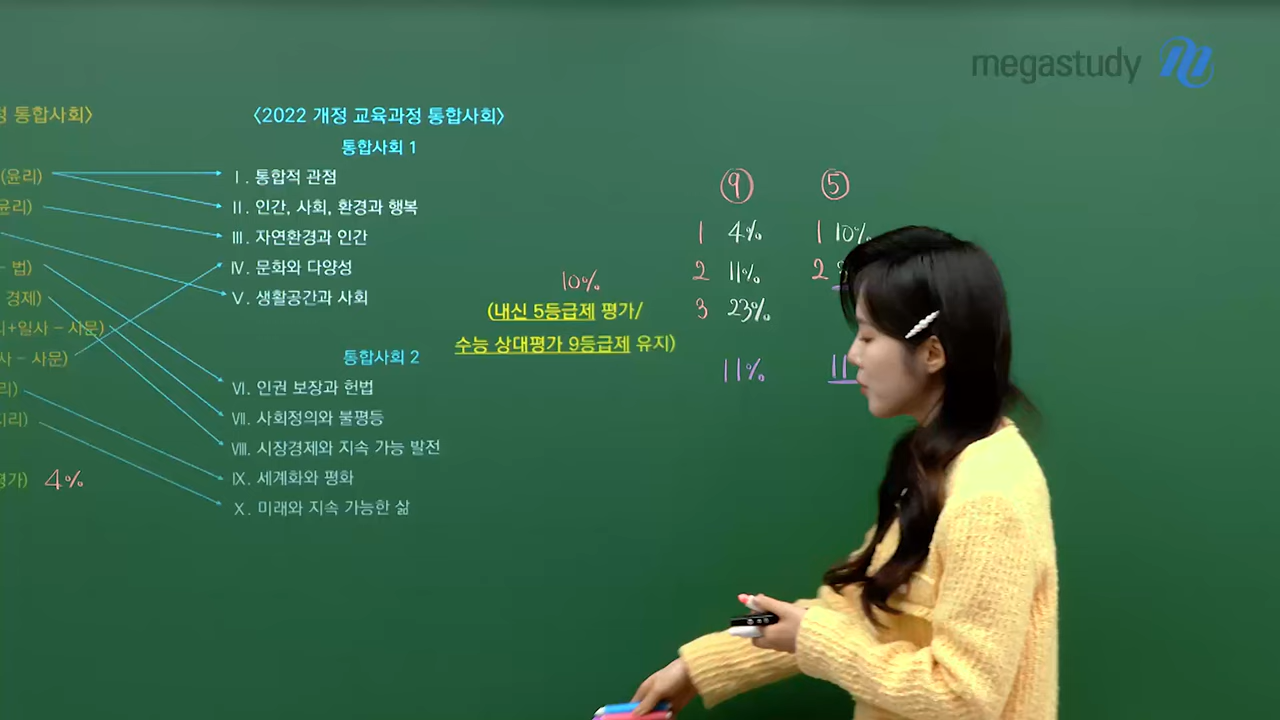 megastudy
정 통합사회〉
(윤리)
윤리)
- 법)
경제)
리+일사 - 사문)
사 - 사문)
리)
지리)
평가) 4%
〈2022 개정 교육과정 통합사회〉
통합사회 1
Ⅰ. 통합적 관점
Ⅱ. 인간, 사회, 환경과 행복
Ⅲ. 자연환경과 인간
Ⅳ. 문화와 다양성
Ⅴ. 생활공간과 사회
통합사회 2
Ⅵ. 인권 보장과 헌법
Ⅶ. 사회정의와 불평등
Ⅷ. 시장경제와 지속 가능 발전
Ⅸ. 세계화와 평화
Ⅹ. 미래와 지속 가능한 삶
10%
(내신 5등급제 평가/
수능 상대평가 9등급제 유지)
⑨
1 4%
2 11%
3 23%
11%
⑤
1 10%
2
11